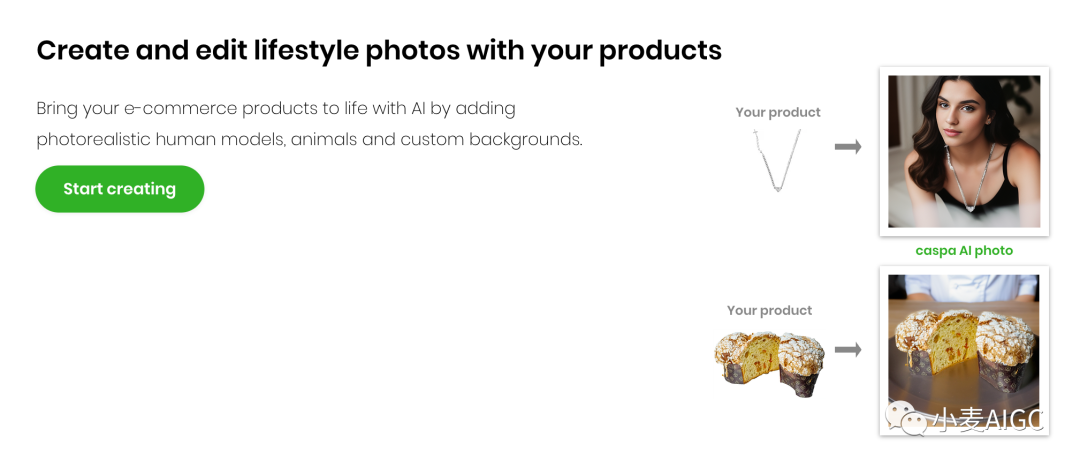 Create and edit lifestyle photos with your products
Bring your e-commerce products to life with AI by adding
photorealistic human models, animals and custom backgrounds.
Start creating
Your product
caspa AI photo
Your product
小麦AIGC